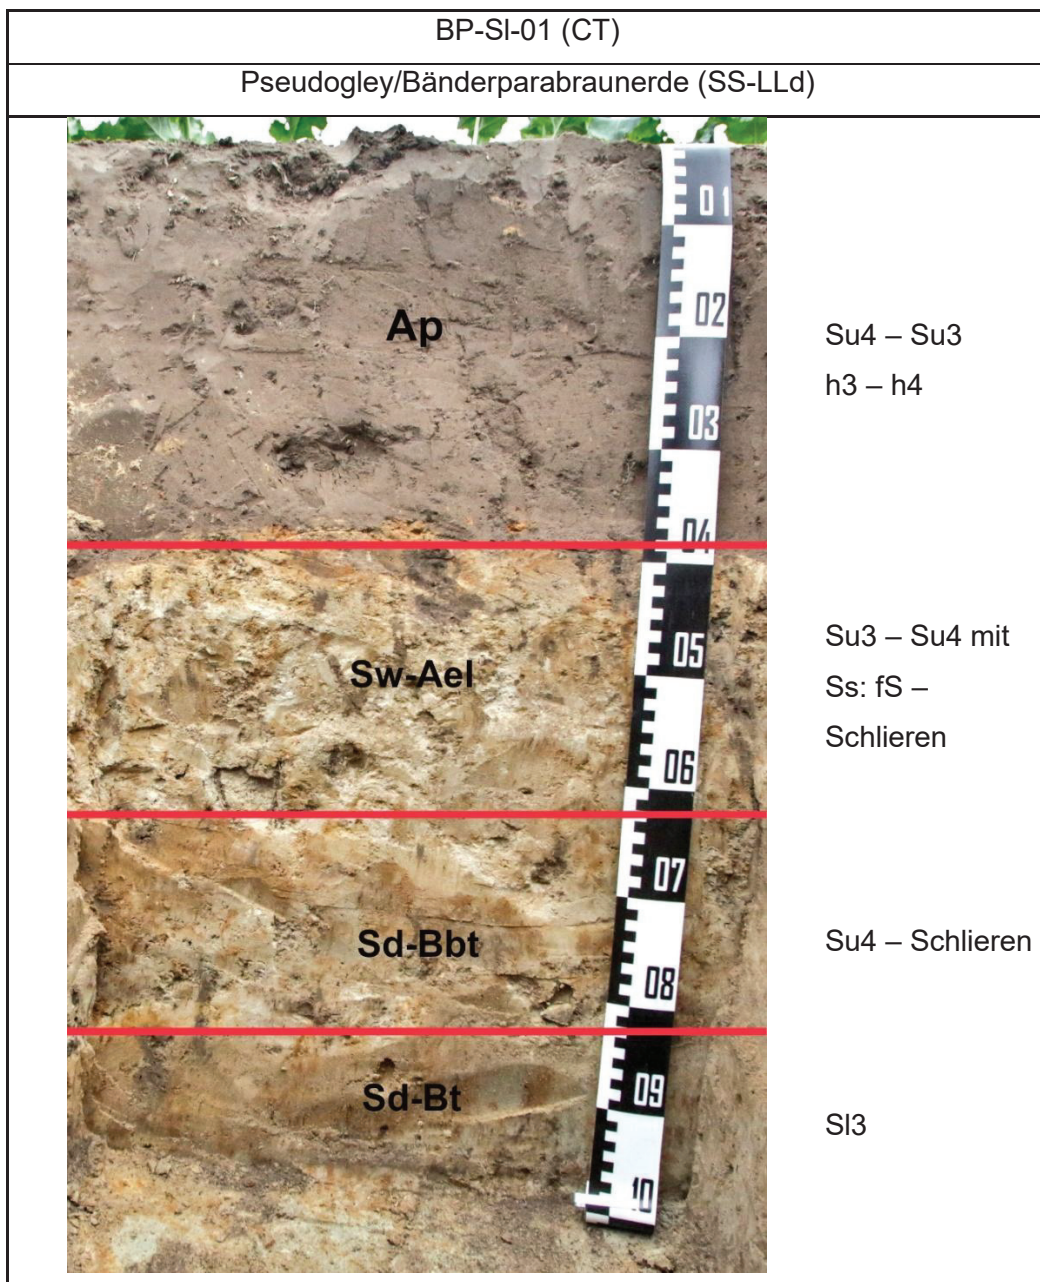 BP-Sl-01 (CT)
Pseudogley/Bänderparabraunerde (SS-LLd)
01
02
Ap
Su4 – Su3
h3 – h4
03
04
05
Sw-Ael
Su3 – Su4 mit
Ss: fS –
Schlieren
06
07
Sd-Bbt
Su4 – Schlieren
08
09
Sd-Bt
Sl3
10